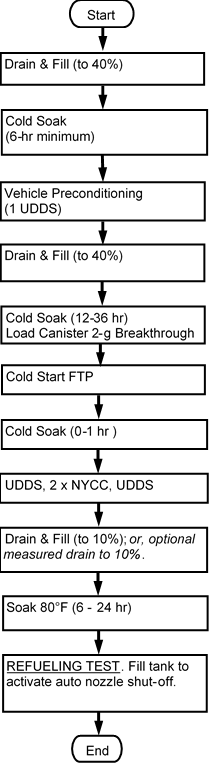 Start
Drain & Fill (to 40%)
Cold Soak
(6-hr minimum)
Vehicle Preconditioning
(1 UDDS)
Drain & Fill (to 40%)
Cold Soak (12-36 hr)
Load Canister 2-g Breakthrough
Cold Start FTP
Cold Soak (0-1 hr )
UDDS, 2 x NYCC, UDDS
Drain & Fill (to 10%); or, optional
measured drain to 10%.
Soak 80°F (6 - 24 hr)
REFUELING TEST. Fill tank to
activate auto nozzle shut-off.
End